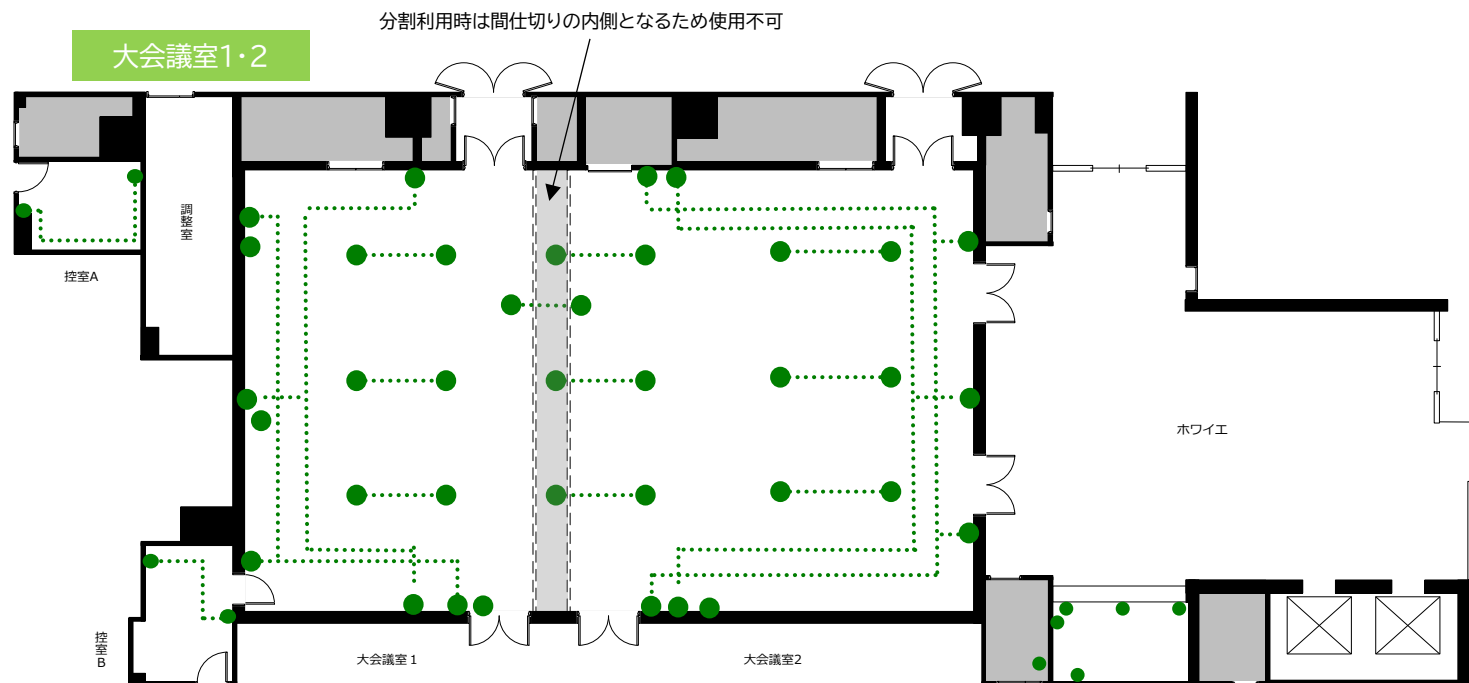 分割利用時は間仕切りの内側となるため使用不可
大会議室1・2
調整室
控室A
ホワイエ
控室B
大会議室1
大会議室2